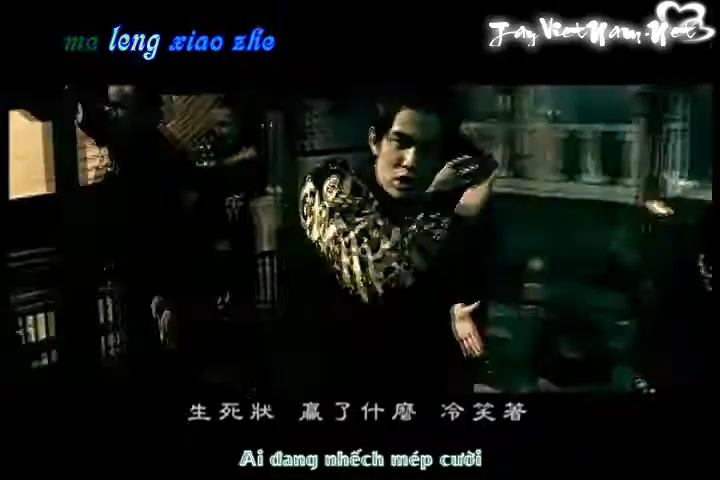 me leng xiao zhe
JayVietNam.Net
生死狀 贏了什麼 冷笑著
Ai đang nhếch mép cười